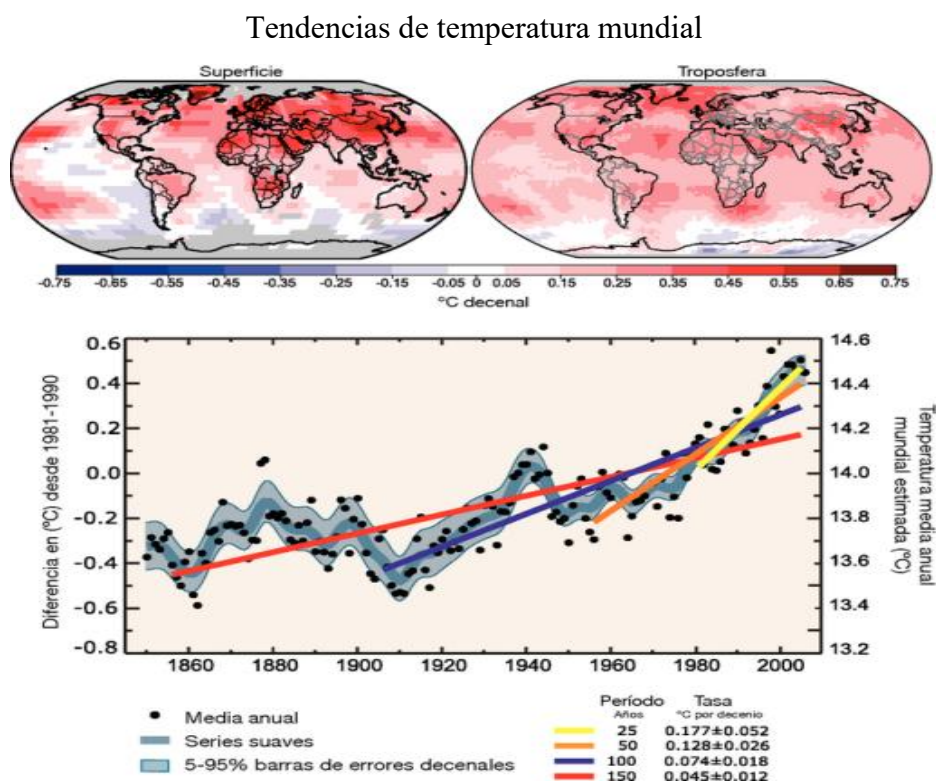 Tendencias de temperatura mundial
Superficie
Troposfera
-0.75 -0.65 -0.55 -0.45 -0.35 -0.25 -0.15 -0.05 0 0.05 0.15 0.25 0.35 0.45 0.55 0.65 0.75
ºC decenal
Diferencia en (ºC) desde 1981-1990
0.6
0.4
0.2
0.0
-0.2
-0.4
-0.6
-0.8
14.6
14.4
14.2
14.0
13.8
13.6
13.4
13.2
Temperatura media anual
mundial estimada (ºC)
1860 1880 1900 1920 1940 1960 1980 2000
Media anual
Series suaves
5-95% barras de errores decenales
Período Tasa
Años ºC por decenio
25 0.177±0.052
50 0.128±0.026
100 0.074±0.018
150 0.045±0.012